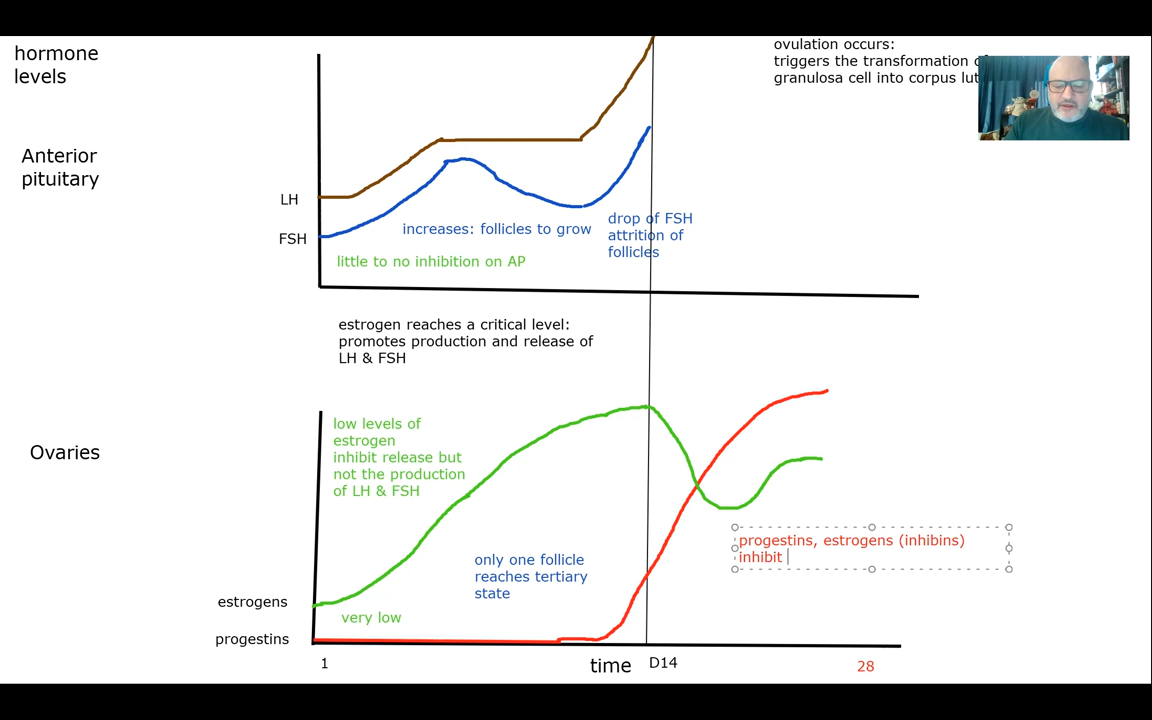 hormone
levels
ovulation occurs:
triggers the transformation
granulosa cell into corpus
Anterior
pituitary
LH
FSH
increases: follicles to grow
drop of FSH
attrition of
follicles
little to no inhibition on AP
estrogen reaches a critical level:
promotes production and release of
LH & FSH
low levels of
estrogen
inhibit release but
not the production
of LH & FSH
Ovaries
progestins, estrogens (inhibins)
inhibit
only one follicle
reaches tertiary
state
estrogens
very low
progestins
1
time
D14
28